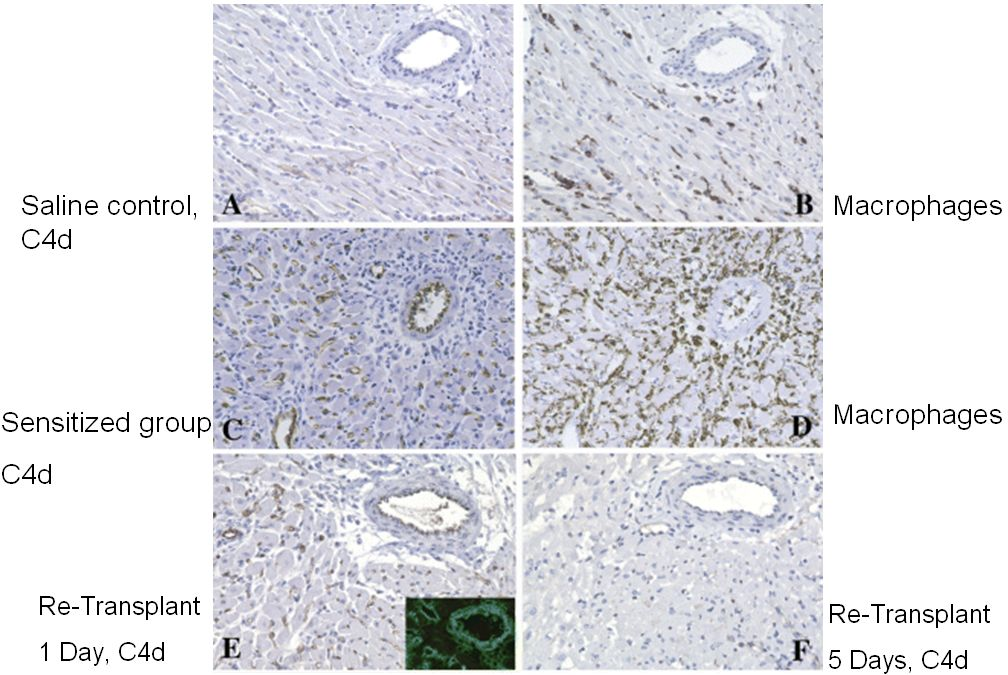 A
B
Saline control,
C4d
Macrophages
C
D
Sensitized group
C4d
Macrophages
E
F
Re-Transplant
1 Day, C4d
Re-Transplant
5 Days, C4d